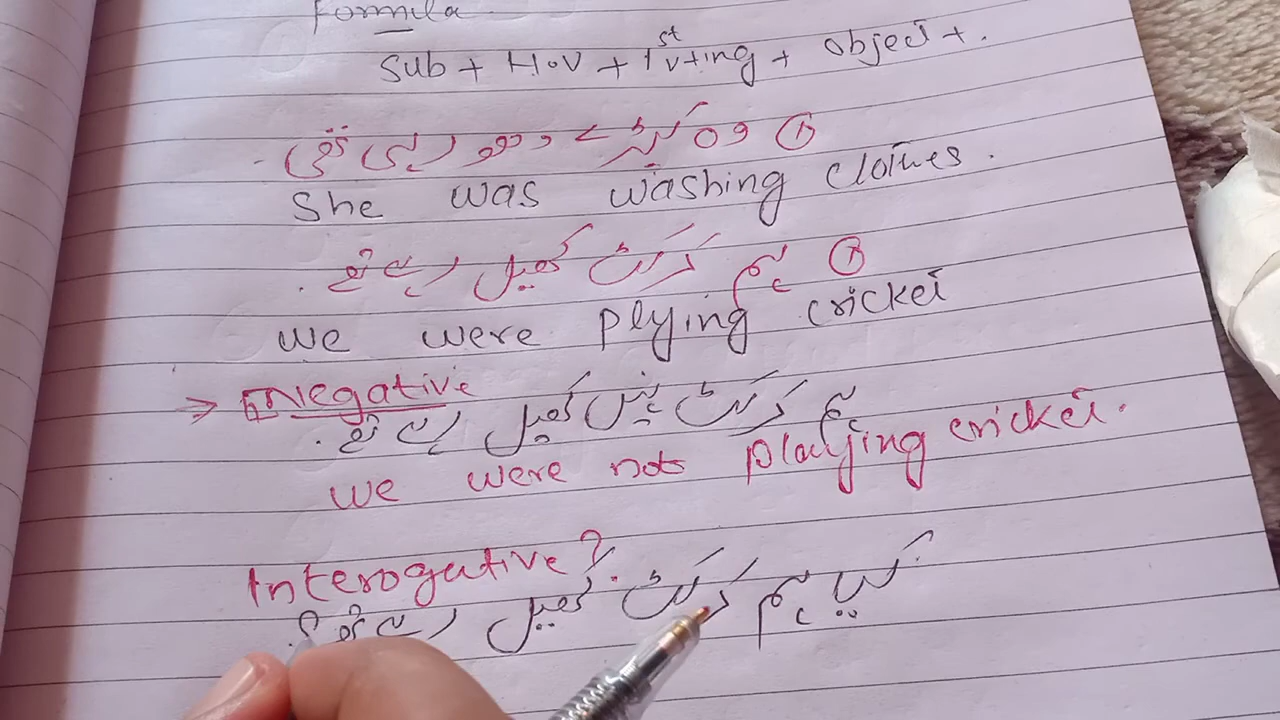 Formula
Sub + H.V + 1st v+ing + object + .
① وہ کپڑے دھو رہی تھی ۔
She was washing clothes .
② ہم کرکٹ کھیل رہے تھے ۔
We were plying cricket
→ Negative
ہم کرکٹ نہیں کھیل رہے تھے ۔
We were not playing cricket .
Interogative ? .
کیا ہم کرکٹ کھیل رہے تھے ؟